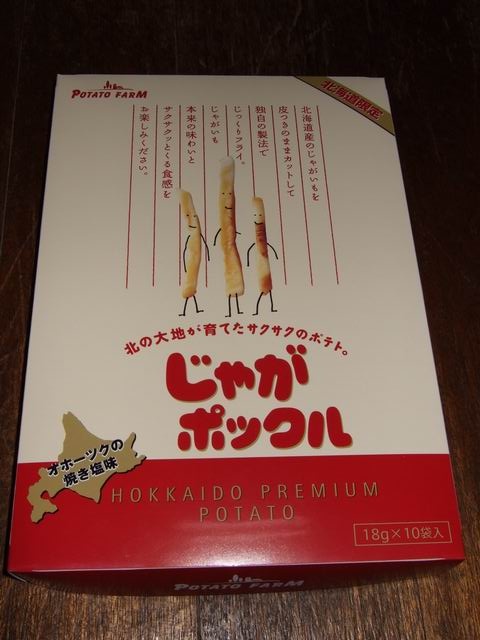 POTATO FARM
北海道限定
北海道産のじゃがいもを
皮つきのままカットして
独自の製法で
じっくりフライ。
じゃがいも
本来の味わいと
サクサクッとくる食感を
お楽しみください。
北の大地が育てたサクサクのポテト。
じゃが
ポックル
オホーツクの
焼き塩味
HOKKAIDO PREMIUM
POTATO
18g×10袋入
POTATO FARM